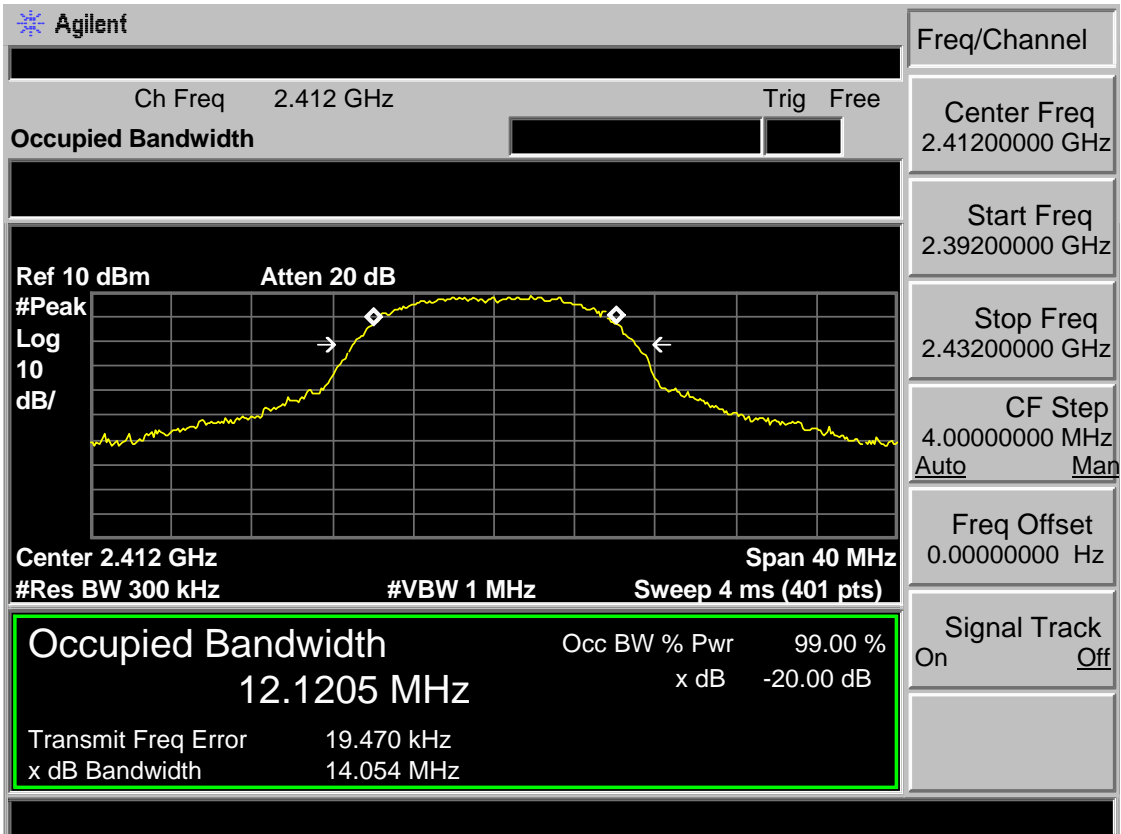 Agilent
Freq/Channel
Ch Freq 2.412 GHz Trig Free
Occupied Bandwidth
Center Freq
2.41200000 GHz
Start Freq
2.39200000 GHz
Stop Freq
2.43200000 GHz
CF Step
4.00000000 MHz
Auto Man
Freq Offset
0.00000000 Hz
Signal Track
On Off
Ref 10 dBm Atten 20 dB
#Peak
Log
10
dB/
Center 2.412 GHz Span 40 MHz
#Res BW 300 kHz #VBW 1 MHz Sweep 4 ms (401 pts)
Occupied Bandwidth Occ BW % Pwr 99.00 %
12.1205 MHz x dB -20.00 dB
Transmit Freq Error 19.470 kHz
x dB Bandwidth 14.054 MHz